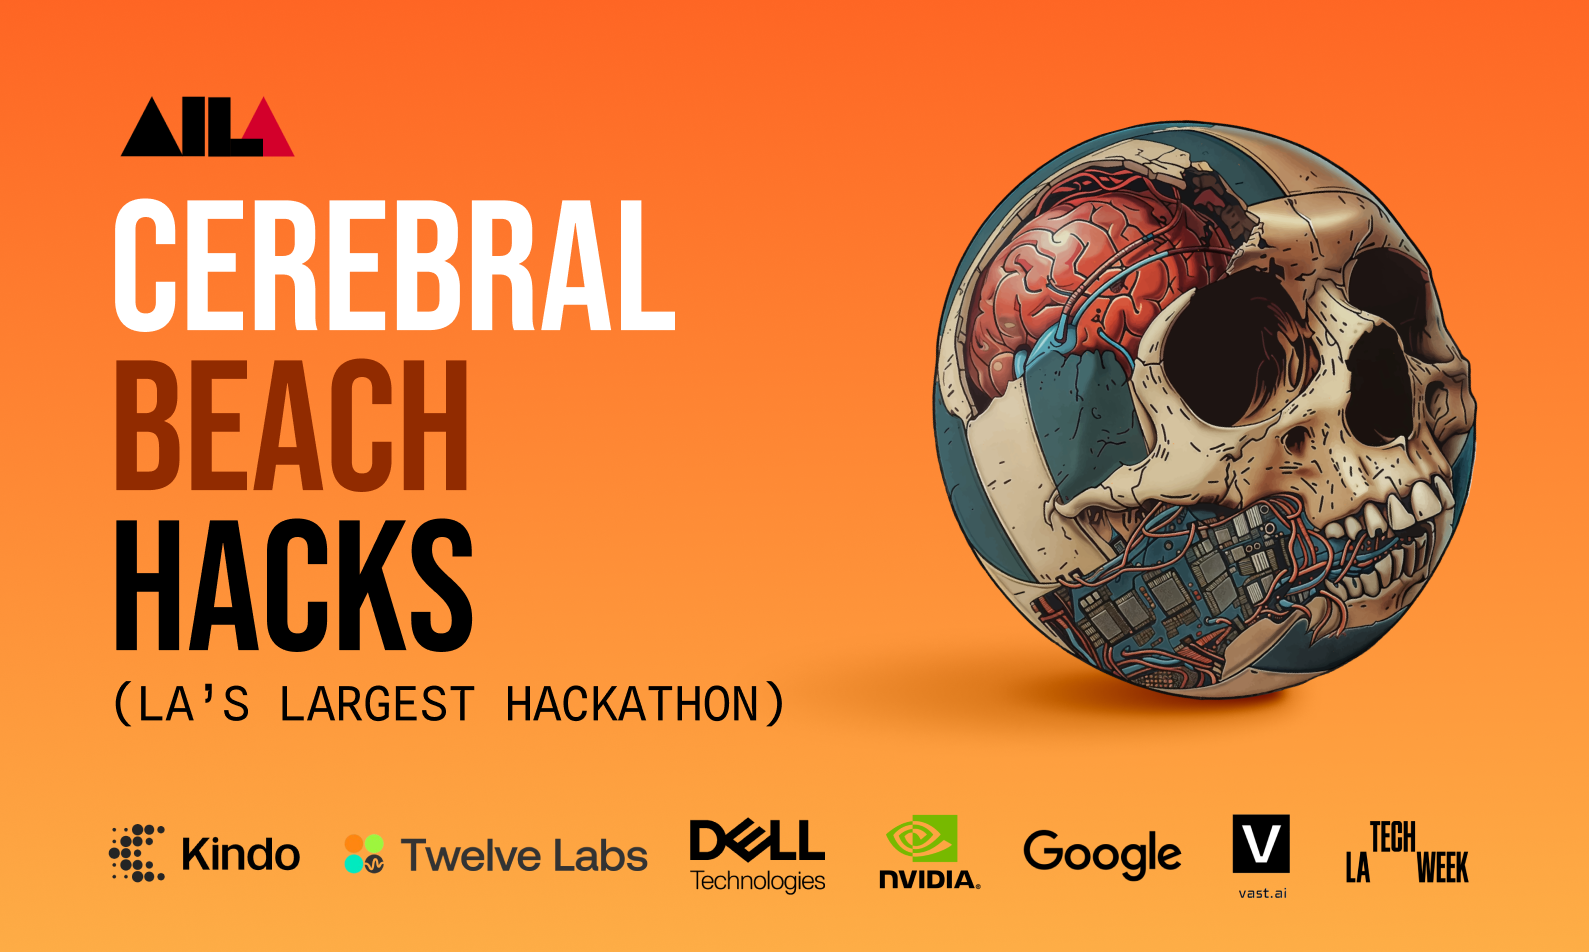 AILA
CEREBRAL
BEACH
HACKS
(LA'S LARGEST HACKATHON)
Kindo
Twelve Labs
DELL
Technologies
NVIDIA.
Google
V
vast.ai
TECH
LA WEEK